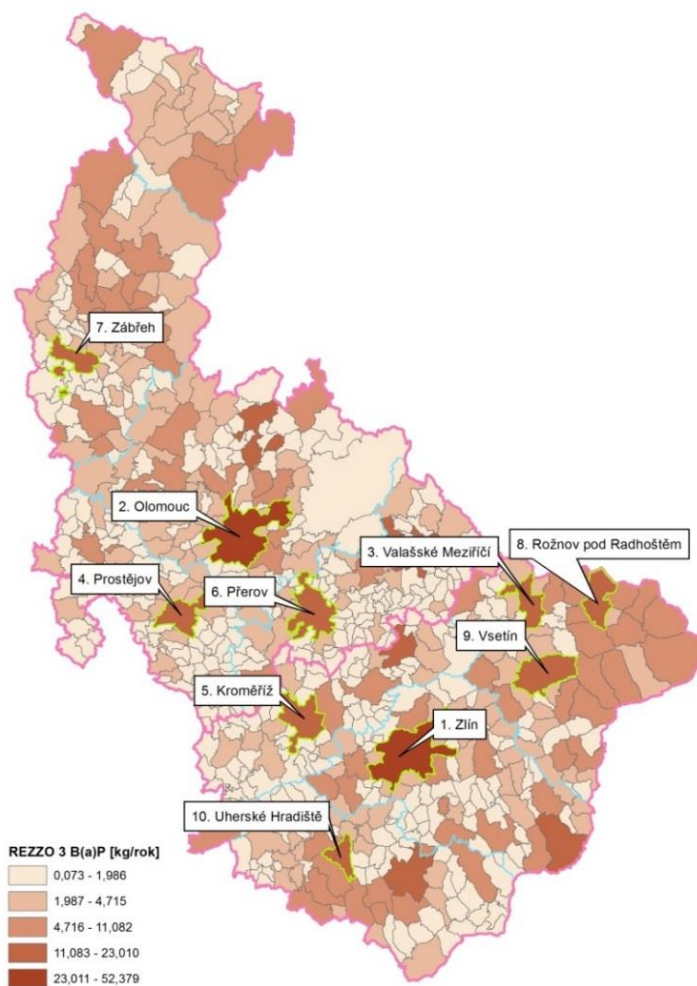 7. Zábřeh
2. Olomouc
3. Valašské Meziříčí
8. Rožnov pod Radhoštěm
4. Prostějov
6. Přerov
9. Vsetín
5. Kroměříž
1. Zlín
10. Uherské Hradiště
REZZO 3 B(a)P [kg/rok]
0,073 - 1,986
1,987 - 4,715
4,716 - 11,082
11,083 - 23,010
23,011 - 52,379